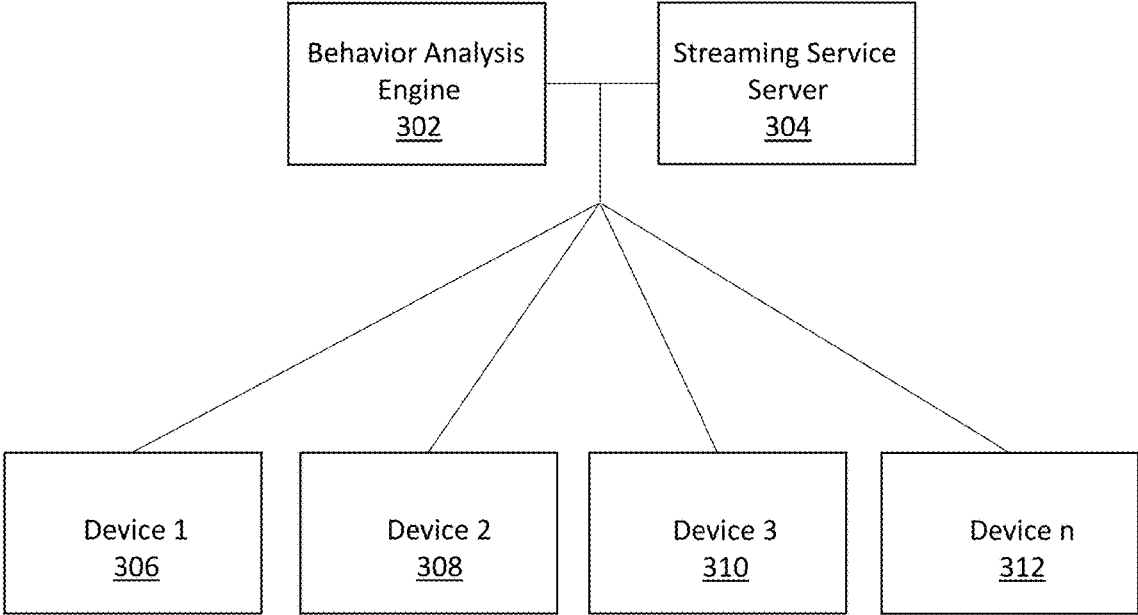 Behavior Analysis
Engine
302
Streaming Service
Server
304
Device 1
306
Device 2
308
Device 3
310
Device n
312